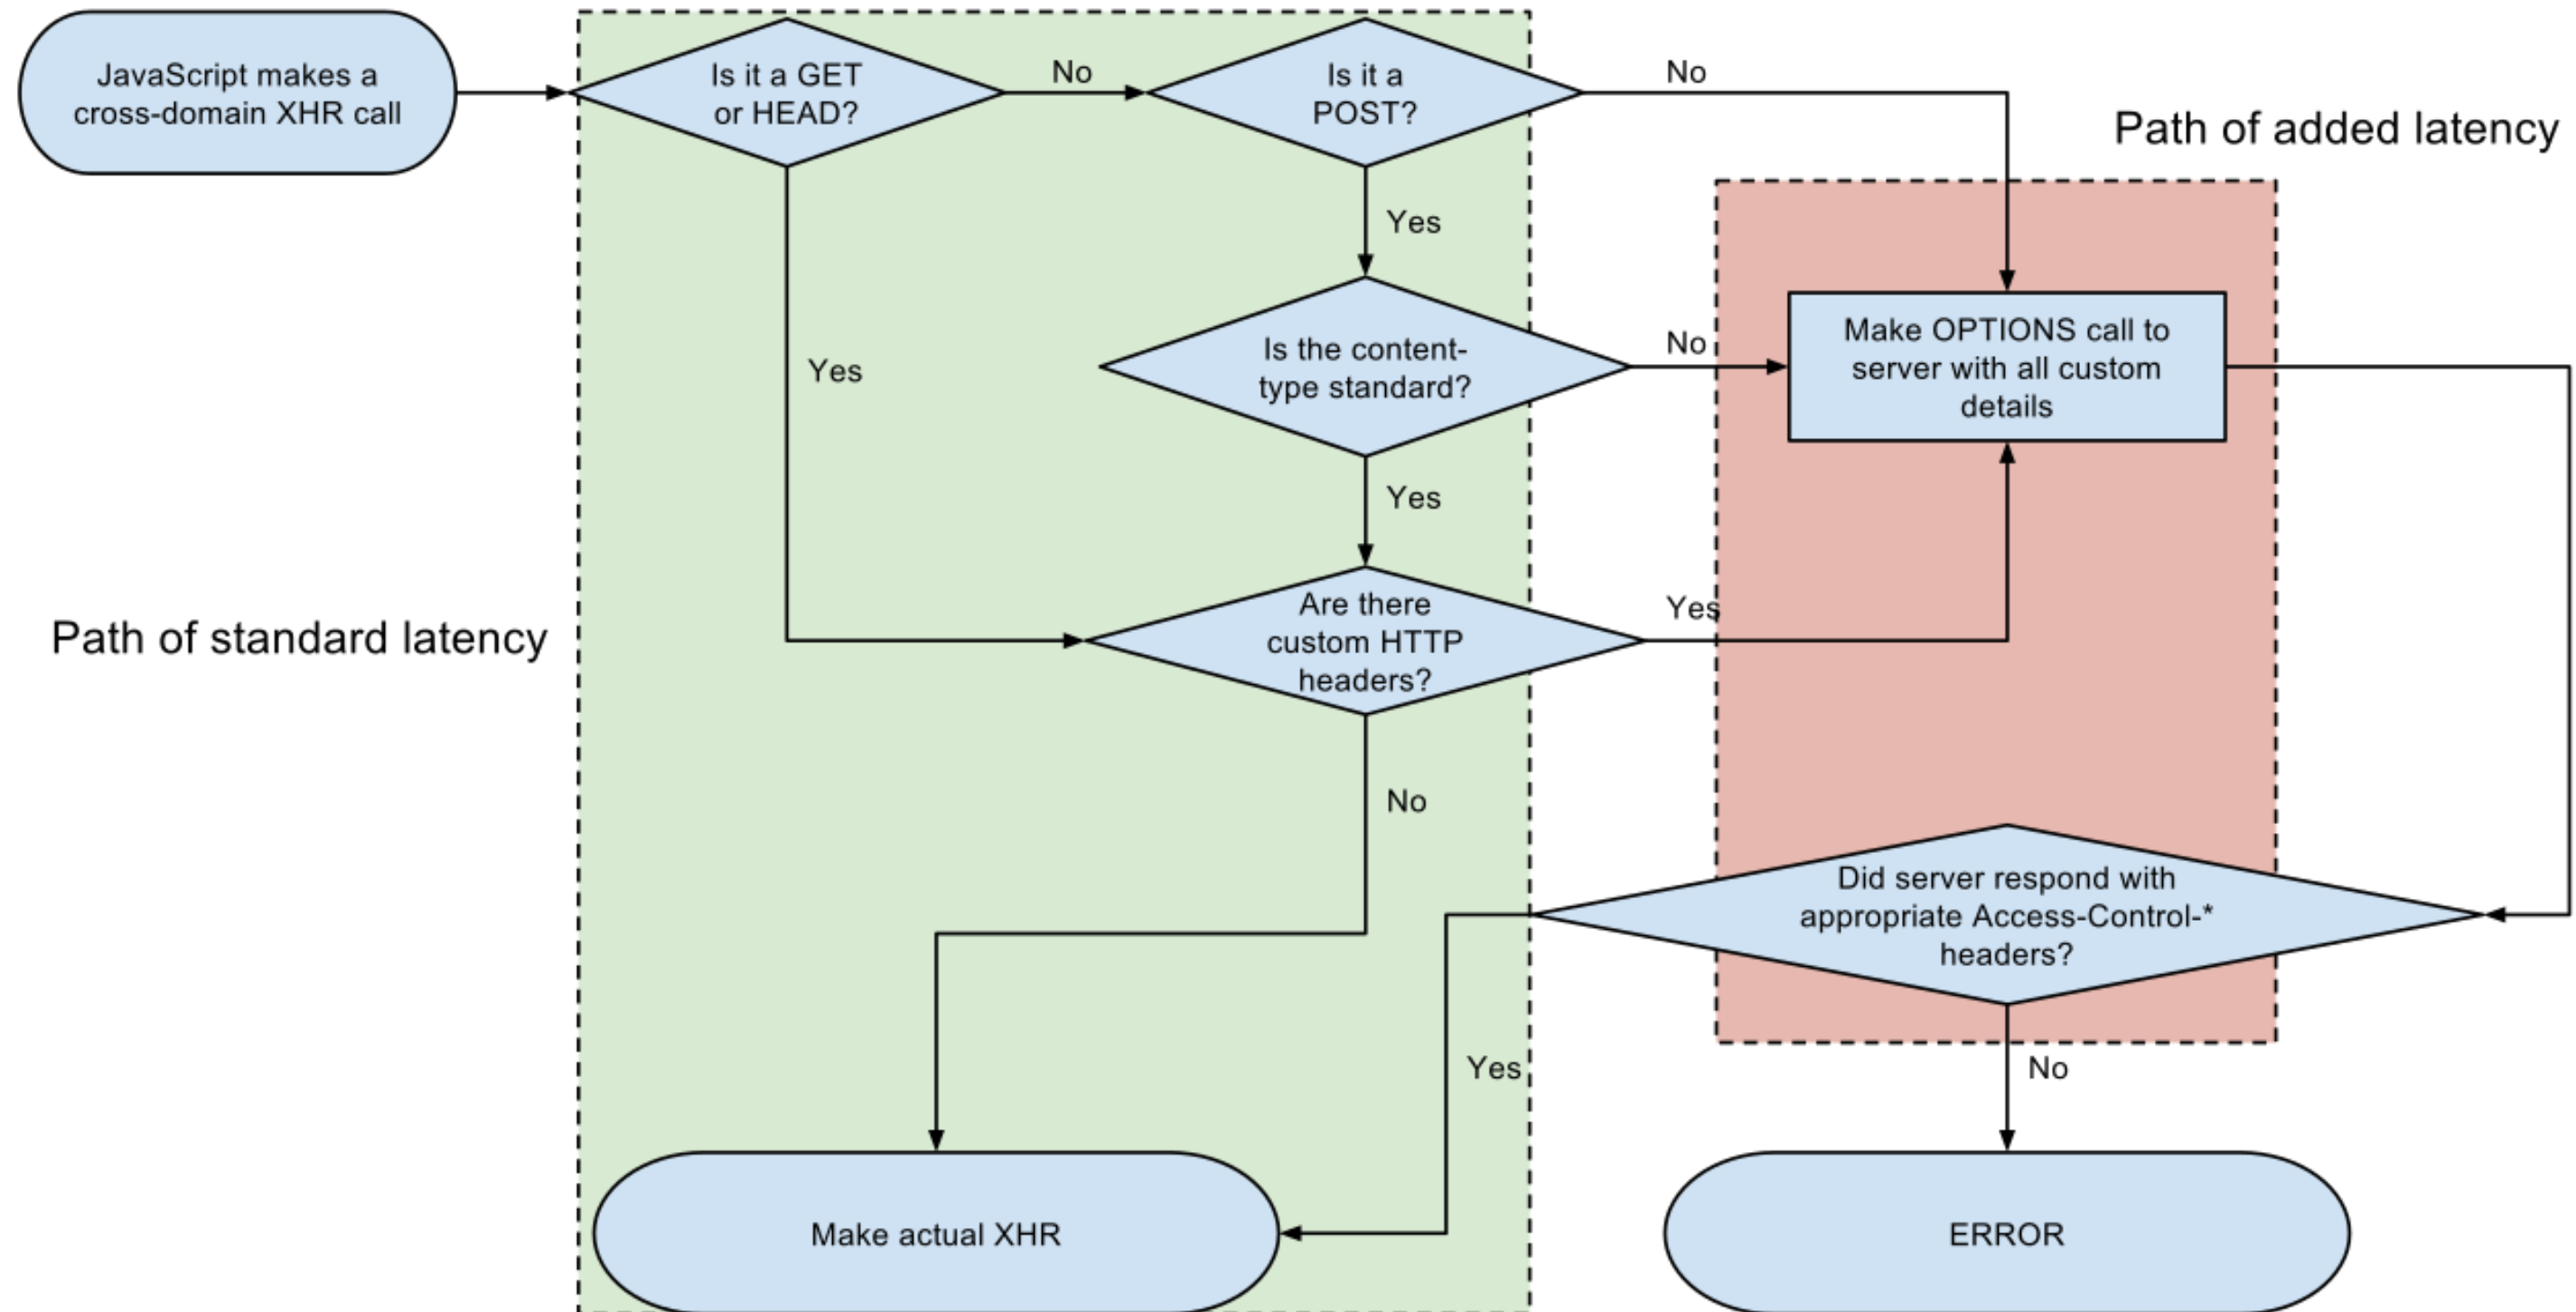 JavaScript makes a
cross-domain XHR call
Is it a GET
or HEAD?
No
Is it a
POST?
No
Path of added latency
Yes
Yes
Is the content-
type standard?
No
Make OPTIONS call to
server with all custom
details
Yes
Path of standard latency
Are there
custom HTTP
headers?
Yes
No
Did server respond with
appropriate Access-Control-*
headers?
Yes
No
Make actual XHR
ERROR